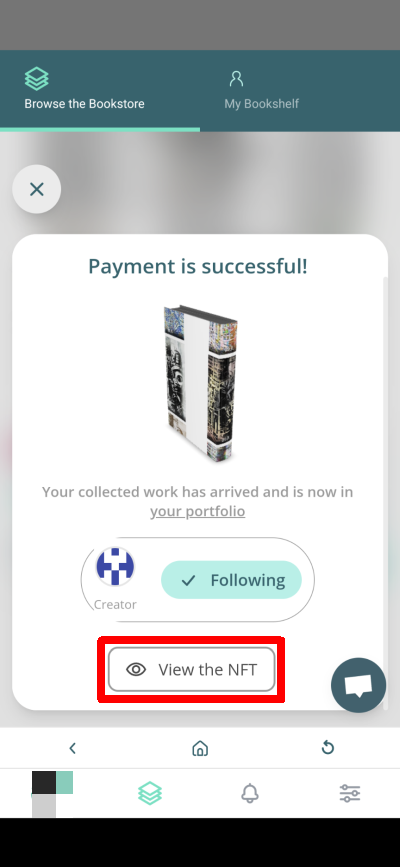 Browse the Bookstore
My Bookshelf
Payment is successful!
Your collected work has arrived and is now in
your portfolio
Following
Creator
View the NFT